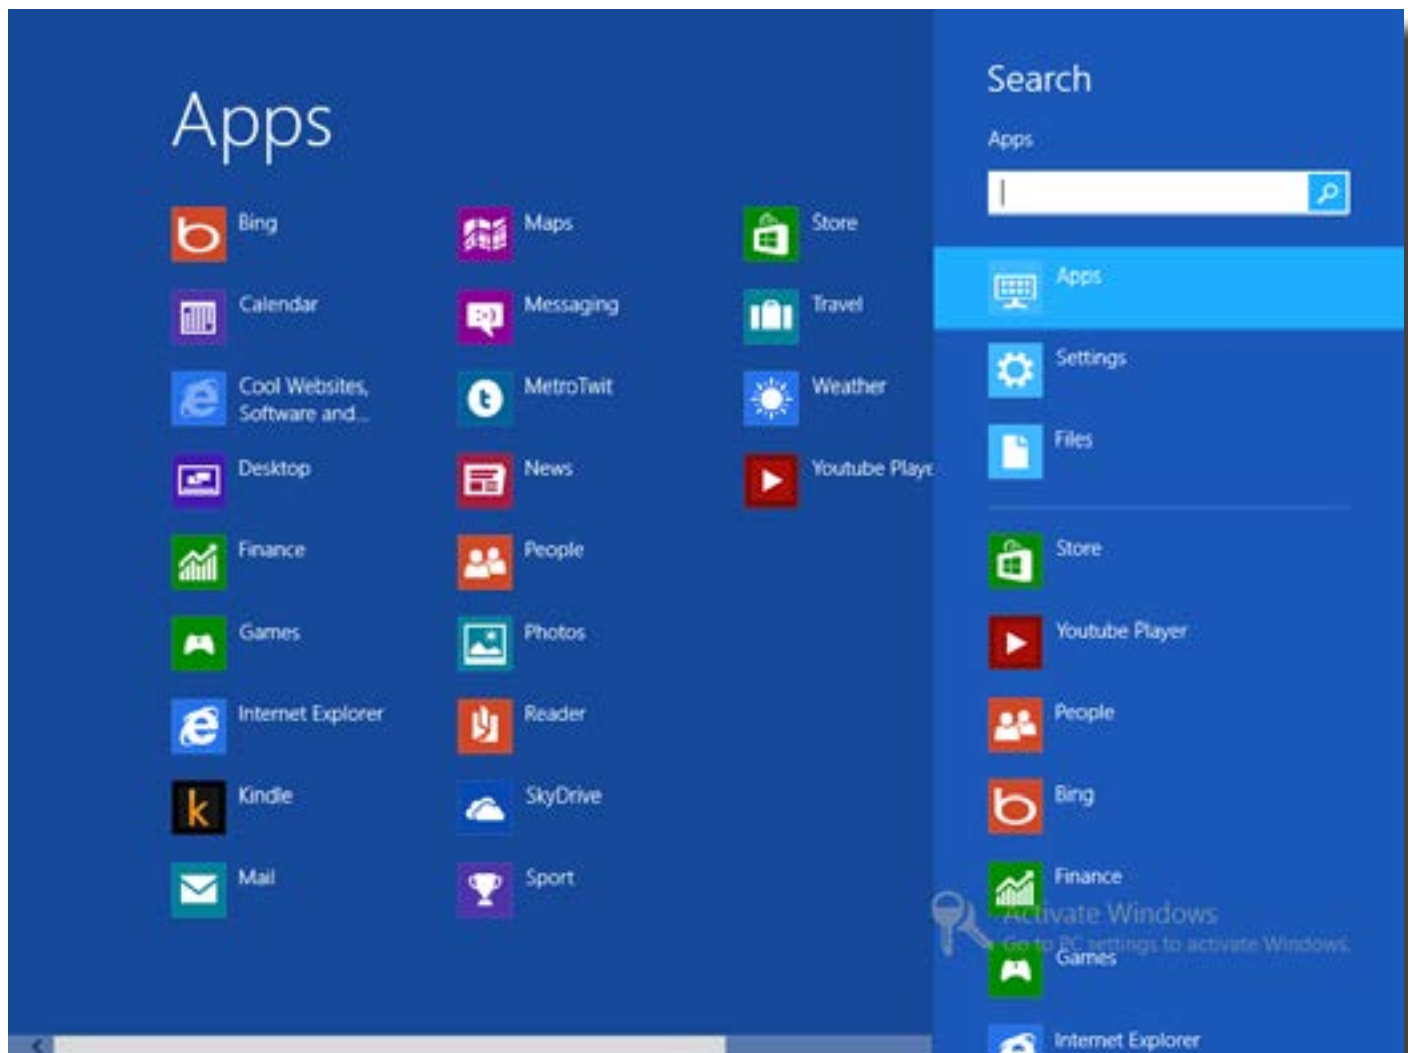 Apps
Bing
Calendar
Cool Websites,
Software and...
Desktop
Finance
Games
Internet Explorer
Kindle
Mail
Maps
Messaging
MetroTwit
News
People
Photos
Reader
SkyDrive
Sport
Store
Travel
Weather
Youtube Playe
Search
Apps
Apps
Settings
Files
Store
Youtube Player
People
Bing
Finance
Activate Windows
Go to PC settings to activate Windows.
Games
Internet Explorer